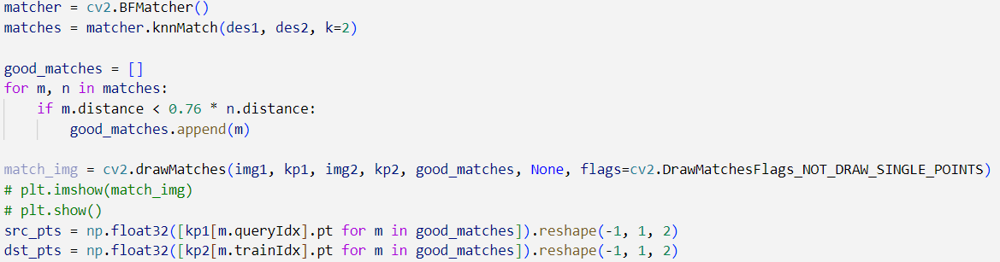 matcher = cv2.BFMatcher()
matches = matcher.knnMatch(des1, des2, k=2)

good_matches = []
for m, n in matches:
    if m.distance < 0.76 * n.distance:
        good_matches.append(m)

match_img = cv2.drawMatches(img1, kp1, img2, kp2, good_matches, None, flags=cv2.DrawMatchesFlags_NOT_DRAW_SINGLE_POINTS)
# plt.imshow(match_img)
# plt.show()
src_pts = np.float32([kp1[m.queryIdx].pt for m in good_matches]).reshape(-1, 1, 2)
dst_pts = np.float32([kp2[m.trainIdx].pt for m in good_matches]).reshape(-1, 1, 2)